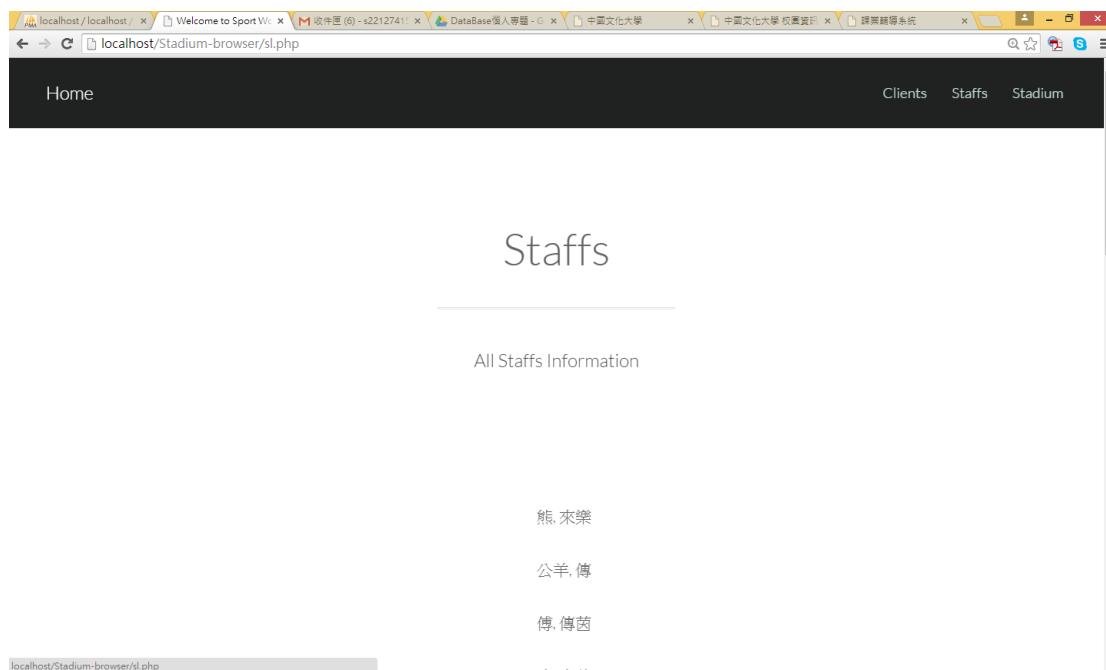 localhost / localhost /
Welcome to Sport Wo
收件匣 (6) - s2212741
DataBase個人專題 - G
中國文化大學
中國文化大學 校園資訊
課業輔導系統
localhost/Stadium-browser/sl.php
Home
Clients
Staffs
Stadium
Staffs
All Staffs Information
熊, 來樂
公羊, 傳
傅, 傳茵
localhost/Stadium-browser/sl.php